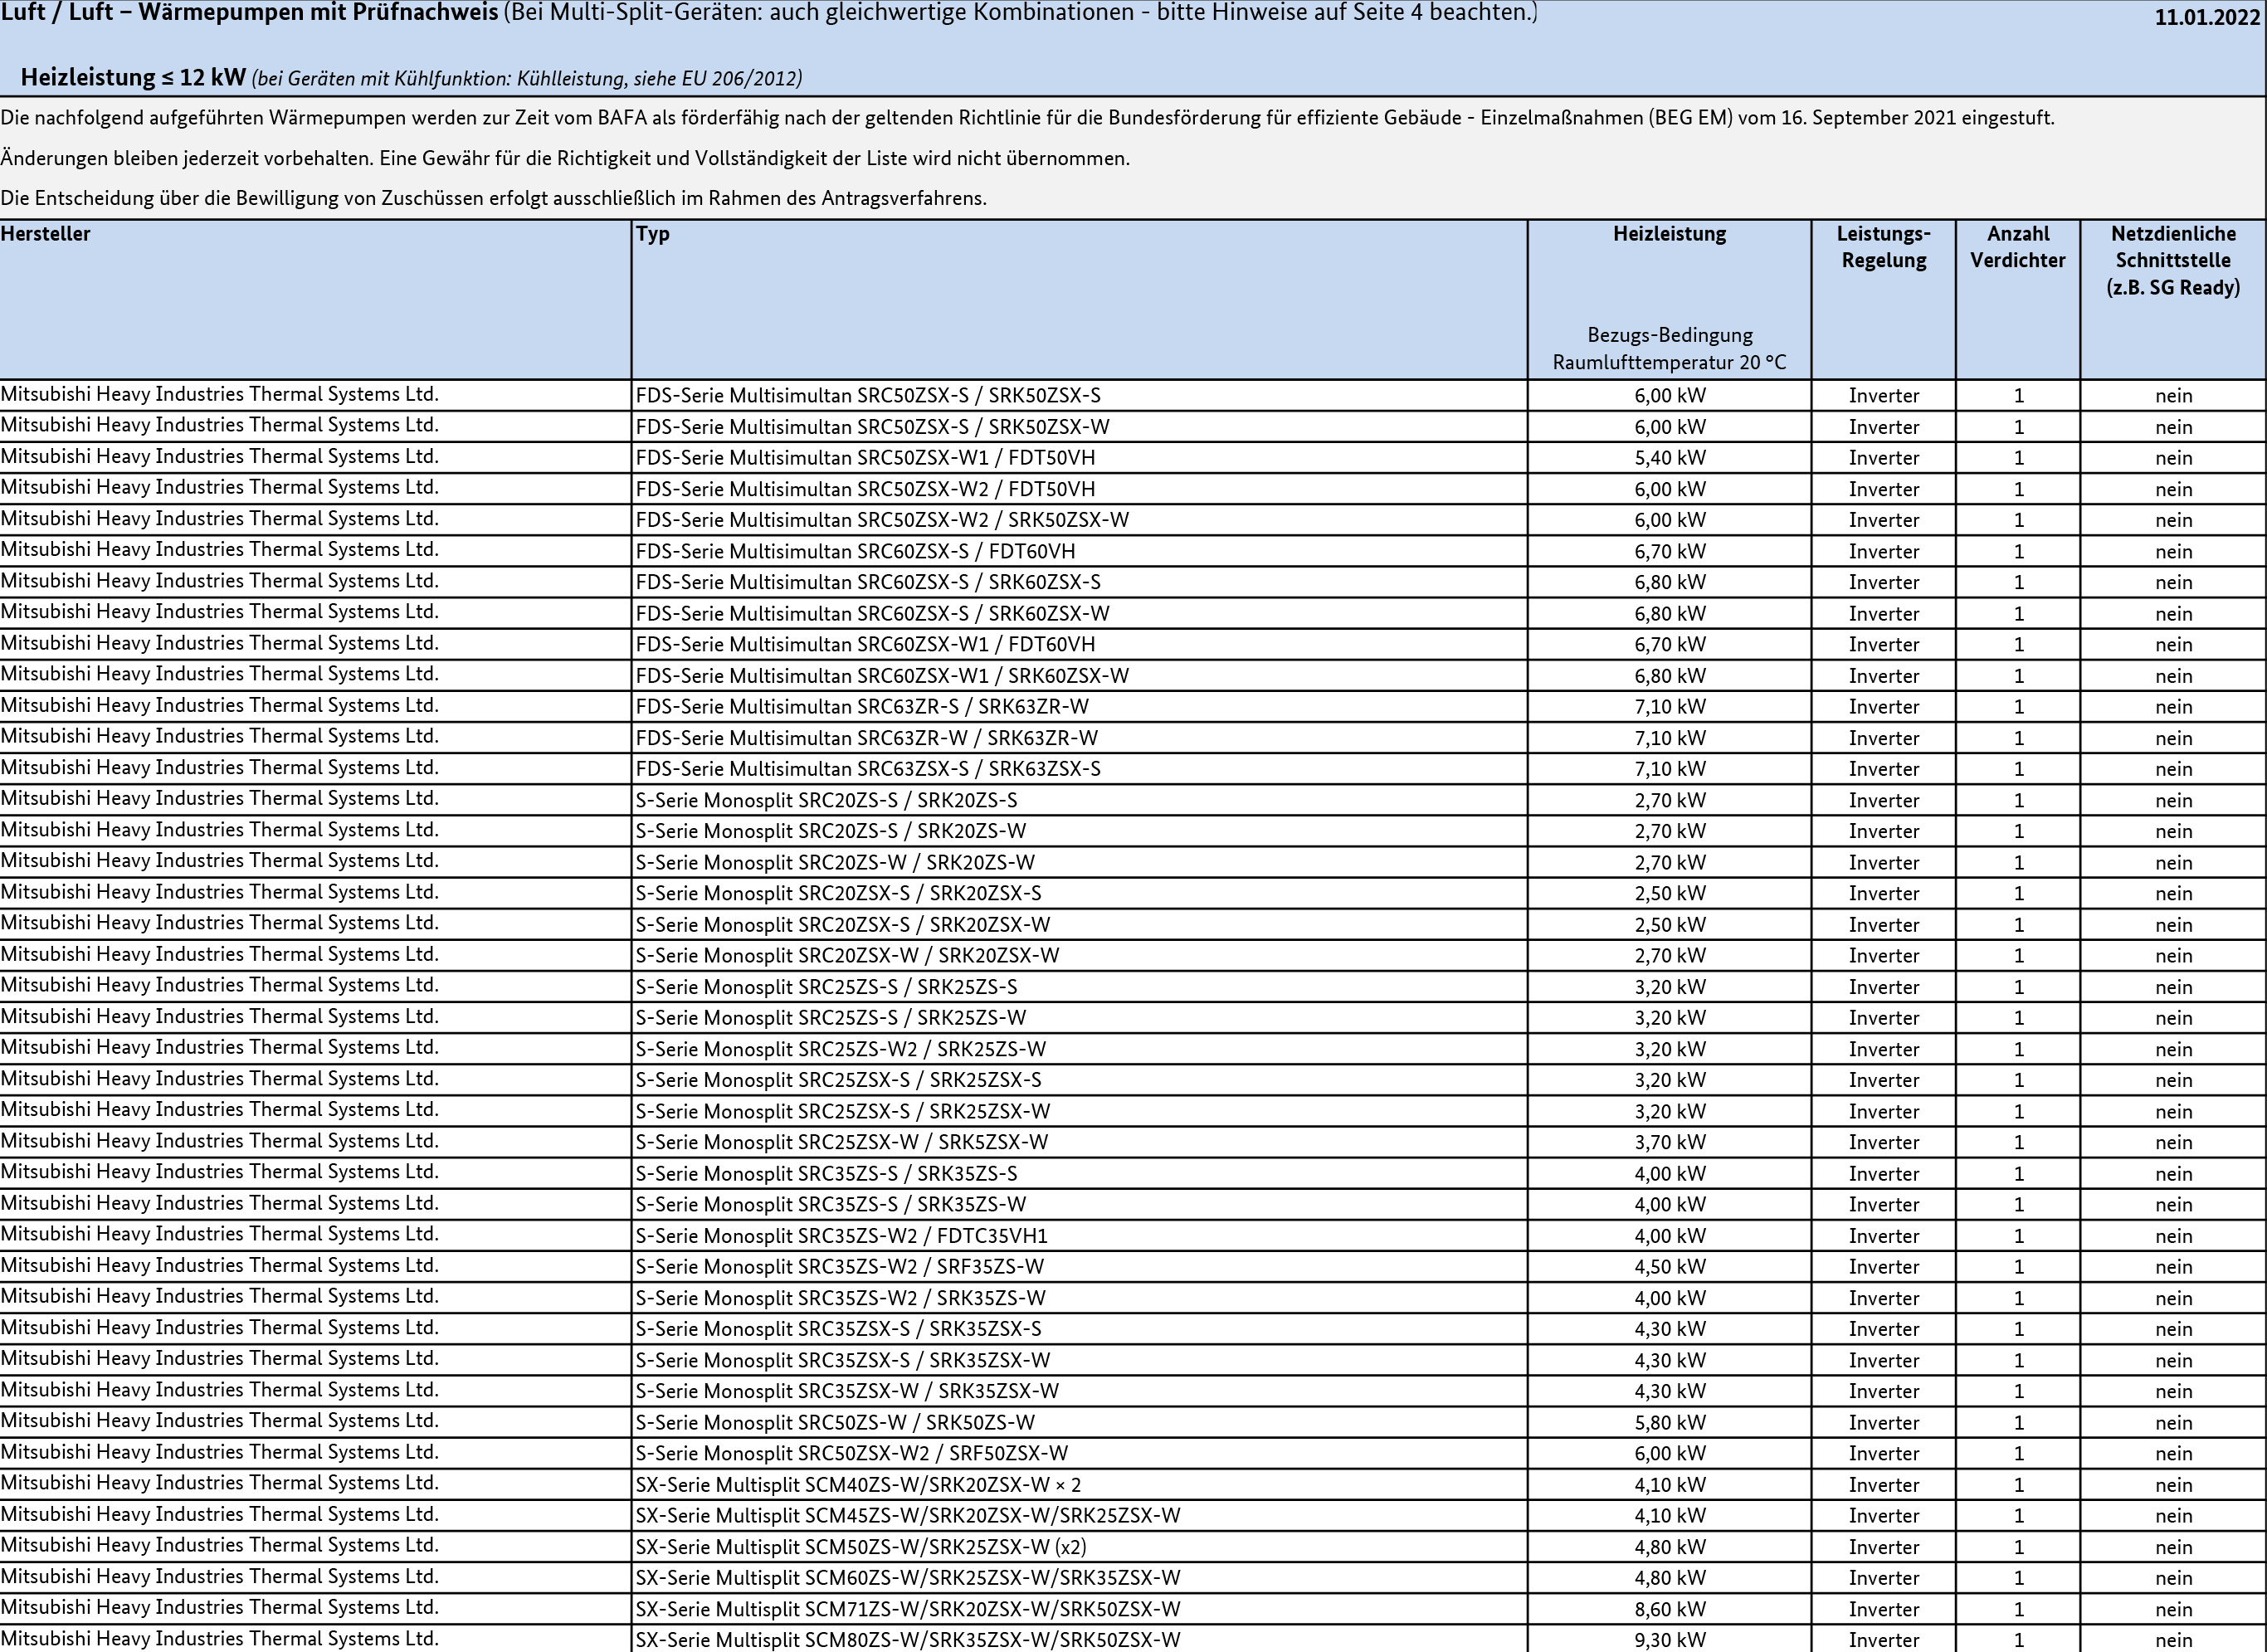 Luft / Luft – Wärmepumpen mit Prüfnachweis (Bei Multi-Split-Geräten: auch gleichwertige Kombinationen - bitte Hinweise auf Seite 4 beachten.) 11.01.2022
Heizleistung ≤ 12 kW (bei Geräten mit Kühlfunktion: Kühlleistung, siehe EU 206/2012)
Die nachfolgend aufgeführten Wärmepumpen werden zur Zeit vom BAFA als förderfähig nach der geltenden Richtlinie für die Bundesförderung für effiziente Gebäude - Einzelmaßnahmen (BEG EM) vom 16. September 2021 eingestuft.
Änderungen bleiben jederzeit vorbehalten. Eine Gewähr für die Richtigkeit und Vollständigkeit der Liste wird nicht übernommen.
Die Entscheidung über die Bewilligung von Zuschüssen erfolgt ausschließlich im Rahmen des Antragsverfahrens.
Hersteller Typ Heizleistung Leistungs- Anzahl Netzdienliche
Regelung Verdichter Schnittstelle
(z.B. SG Ready)
Bezugs-Bedingung
Raumlufttemperatur 20 °C
Mitsubishi Heavy Industries Thermal Systems Ltd. FDS-Serie Multisimultan SRC50ZSX-S / SRK50ZSX-S 6,00 kW Inverter 1 nein
Mitsubishi Heavy Industries Thermal Systems Ltd. FDS-Serie Multisimultan SRC50ZSX-S / SRK50ZSX-W 6,00 kW Inverter 1 nein
Mitsubishi Heavy Industries Thermal Systems Ltd. FDS-Serie Multisimultan SRC50ZSX-W1 / FDT50VH 5,40 kW Inverter 1 nein
Mitsubishi Heavy Industries Thermal Systems Ltd. FDS-Serie Multisimultan SRC50ZSX-W2 / FDT50VH 6,00 kW Inverter 1 nein
Mitsubishi Heavy Industries Thermal Systems Ltd. FDS-Serie Multisimultan SRC50ZSX-W2 / SRK50ZSX-W 6,00 kW Inverter 1 nein
Mitsubishi Heavy Industries Thermal Systems Ltd. FDS-Serie Multisimultan SRC60ZSX-S / FDT60VH 6,70 kW Inverter 1 nein
Mitsubishi Heavy Industries Thermal Systems Ltd. FDS-Serie Multisimultan SRC60ZSX-S / SRK60ZSX-S 6,80 kW Inverter 1 nein
Mitsubishi Heavy Industries Thermal Systems Ltd. FDS-Serie Multisimultan SRC60ZSX-S / SRK60ZSX-W 6,80 kW Inverter 1 nein
Mitsubishi Heavy Industries Thermal Systems Ltd. FDS-Serie Multisimultan SRC60ZSX-W1 / FDT60VH 6,70 kW Inverter 1 nein
Mitsubishi Heavy Industries Thermal Systems Ltd. FDS-Serie Multisimultan SRC60ZSX-W1 / SRK60ZSX-W 6,80 kW Inverter 1 nein
Mitsubishi Heavy Industries Thermal Systems Ltd. FDS-Serie Multisimultan SRC63ZR-S / SRK63ZR-W 7,10 kW Inverter 1 nein
Mitsubishi Heavy Industries Thermal Systems Ltd. FDS-Serie Multisimultan SRC63ZR-W / SRK63ZR-W 7,10 kW Inverter 1 nein
Mitsubishi Heavy Industries Thermal Systems Ltd. FDS-Serie Multisimultan SRC63ZSX-S / SRK63ZSX-S 7,10 kW Inverter 1 nein
Mitsubishi Heavy Industries Thermal Systems Ltd. S-Serie Monosplit SRC20ZS-S / SRK20ZS-S 2,70 kW Inverter 1 nein
Mitsubishi Heavy Industries Thermal Systems Ltd. S-Serie Monosplit SRC20ZS-S / SRK20ZS-W 2,70 kW Inverter 1 nein
Mitsubishi Heavy Industries Thermal Systems Ltd. S-Serie Monosplit SRC20ZS-W / SRK20ZS-W 2,70 kW Inverter 1 nein
Mitsubishi Heavy Industries Thermal Systems Ltd. S-Serie Monosplit SRC20ZSX-S / SRK20ZSX-S 2,50 kW Inverter 1 nein
Mitsubishi Heavy Industries Thermal Systems Ltd. S-Serie Monosplit SRC20ZSX-S / SRK20ZSX-W 2,50 kW Inverter 1 nein
Mitsubishi Heavy Industries Thermal Systems Ltd. S-Serie Monosplit SRC20ZSX-W / SRK20ZSX-W 2,70 kW Inverter 1 nein
Mitsubishi Heavy Industries Thermal Systems Ltd. S-Serie Monosplit SRC25ZS-S / SRK25ZS-S 3,20 kW Inverter 1 nein
Mitsubishi Heavy Industries Thermal Systems Ltd. S-Serie Monosplit SRC25ZS-S / SRK25ZS-W 3,20 kW Inverter 1 nein
Mitsubishi Heavy Industries Thermal Systems Ltd. S-Serie Monosplit SRC25ZS-W2 / SRK25ZS-W 3,20 kW Inverter 1 nein
Mitsubishi Heavy Industries Thermal Systems Ltd. S-Serie Monosplit SRC25ZSX-S / SRK25ZSX-S 3,20 kW Inverter 1 nein
Mitsubishi Heavy Industries Thermal Systems Ltd. S-Serie Monosplit SRC25ZSX-S / SRK25ZSX-W 3,20 kW Inverter 1 nein
Mitsubishi Heavy Industries Thermal Systems Ltd. S-Serie Monosplit SRC25ZSX-W / SRK5ZSX-W 3,70 kW Inverter 1 nein
Mitsubishi Heavy Industries Thermal Systems Ltd. S-Serie Monosplit SRC35ZS-S / SRK35ZS-S 4,00 kW Inverter 1 nein
Mitsubishi Heavy Industries Thermal Systems Ltd. S-Serie Monosplit SRC35ZS-S / SRK35ZS-W 4,00 kW Inverter 1 nein
Mitsubishi Heavy Industries Thermal Systems Ltd. S-Serie Monosplit SRC35ZS-W2 / FDTC35VH1 4,00 kW Inverter 1 nein
Mitsubishi Heavy Industries Thermal Systems Ltd. S-Serie Monosplit SRC35ZS-W2 / SRF35ZS-W 4,50 kW Inverter 1 nein
Mitsubishi Heavy Industries Thermal Systems Ltd. S-Serie Monosplit SRC35ZS-W2 / SRK35ZS-W 4,00 kW Inverter 1 nein
Mitsubishi Heavy Industries Thermal Systems Ltd. S-Serie Monosplit SRC35ZSX-S / SRK35ZSX-S 4,30 kW Inverter 1 nein
Mitsubishi Heavy Industries Thermal Systems Ltd. S-Serie Monosplit SRC35ZSX-S / SRK35ZSX-W 4,30 kW Inverter 1 nein
Mitsubishi Heavy Industries Thermal Systems Ltd. S-Serie Monosplit SRC35ZSX-W / SRK35ZSX-W 4,30 kW Inverter 1 nein
Mitsubishi Heavy Industries Thermal Systems Ltd. S-Serie Monosplit SRC50ZS-W / SRK50ZS-W 5,80 kW Inverter 1 nein
Mitsubishi Heavy Industries Thermal Systems Ltd. S-Serie Monosplit SRC50ZSX-W2 / SRF50ZSX-W 6,00 kW Inverter 1 nein
Mitsubishi Heavy Industries Thermal Systems Ltd. SX-Serie Multisplit SCM40ZS-W/SRK20ZSX-W × 2 4,10 kW Inverter 1 nein
Mitsubishi Heavy Industries Thermal Systems Ltd. SX-Serie Multisplit SCM45ZS-W/SRK20ZSX-W/SRK25ZSX-W 4,10 kW Inverter 1 nein
Mitsubishi Heavy Industries Thermal Systems Ltd. SX-Serie Multisplit SCM50ZS-W/SRK25ZSX-W (x2) 4,80 kW Inverter 1 nein
Mitsubishi Heavy Industries Thermal Systems Ltd. SX-Serie Multisplit SCM60ZS-W/SRK25ZSX-W/SRK35ZSX-W 4,80 kW Inverter 1 nein
Mitsubishi Heavy Industries Thermal Systems Ltd. SX-Serie Multisplit SCM71ZS-W/SRK20ZSX-W/SRK50ZSX-W 8,60 kW Inverter 1 nein
Mitsubishi Heavy Industries Thermal Systems Ltd. SX-Serie Multisplit SCM80ZS-W/SRK35ZSX-W/SRK50ZSX-W 9,30 kW Inverter 1 nein